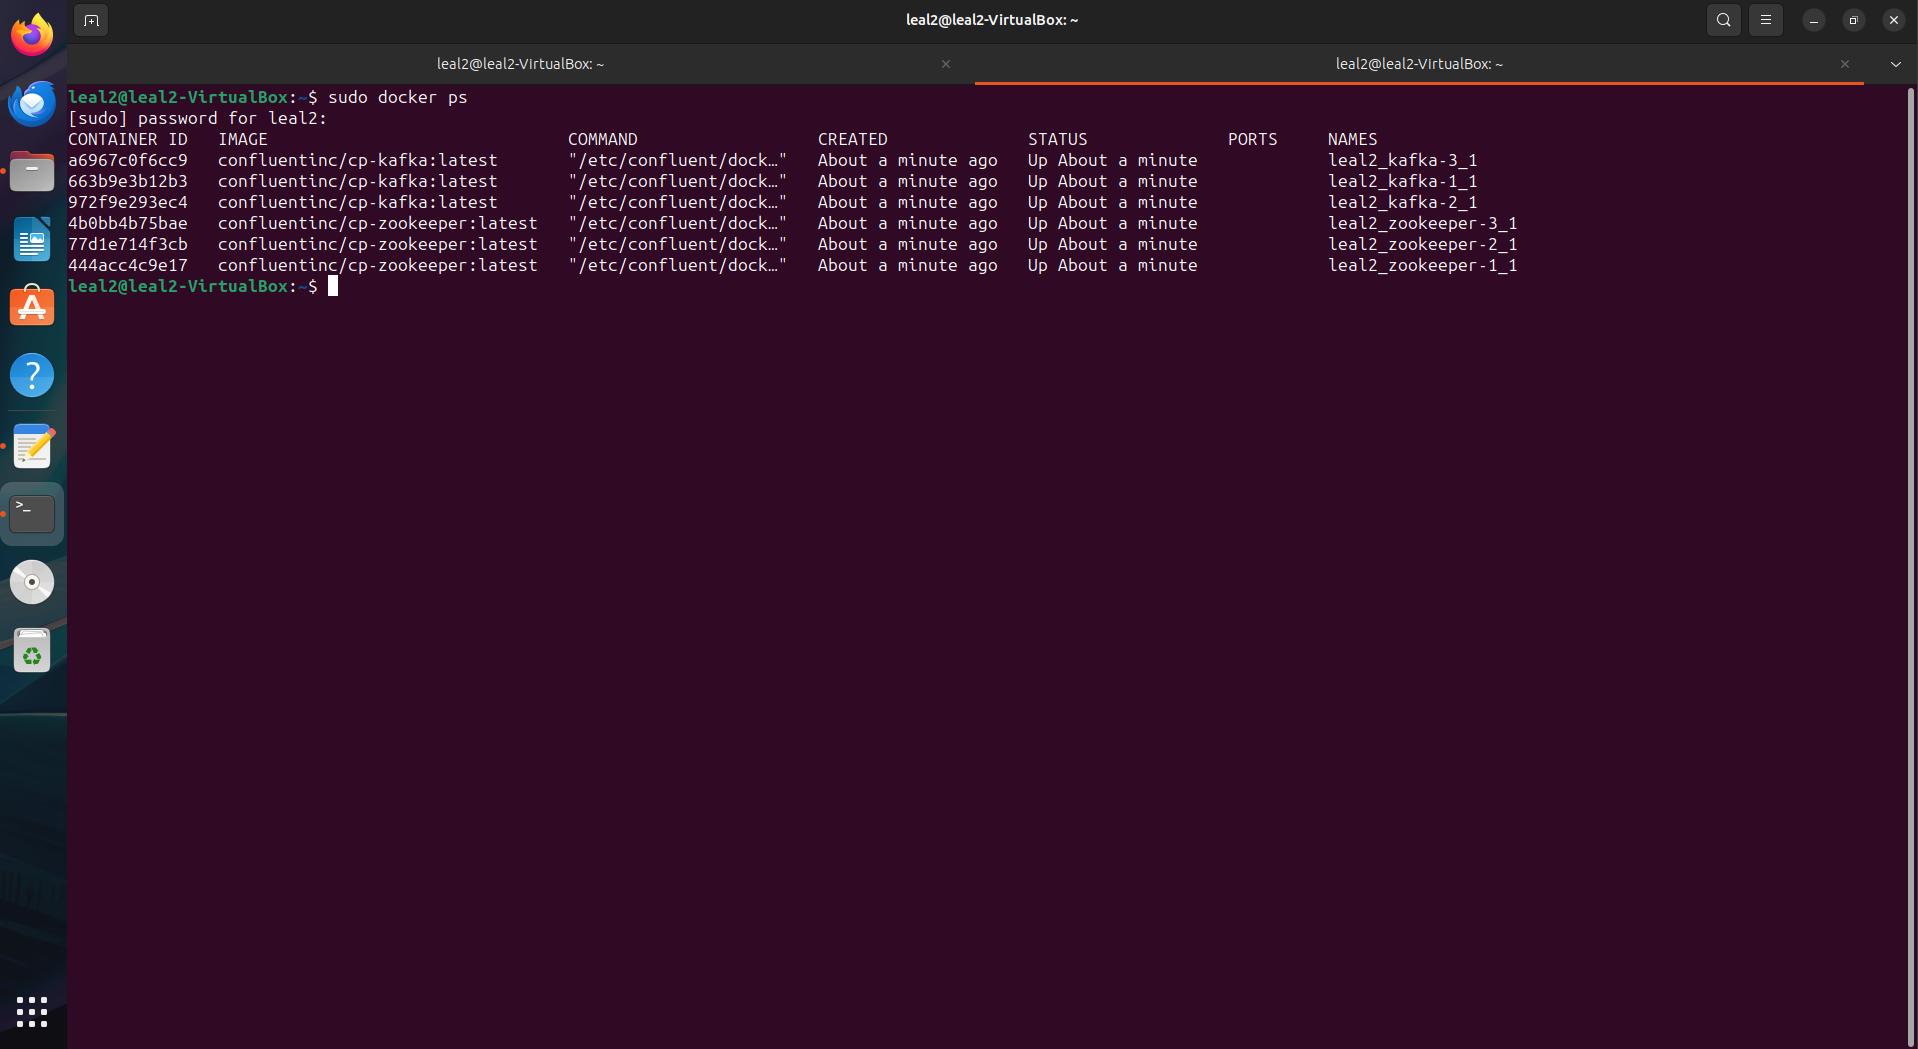 leal2@leal2-VirtualBox: ~
leal2@leal2-VirtualBox: ~
leal2@leal2-VirtualBox: ~
leal2@leal2-VirtualBox:~$ sudo docker ps
[sudo] password for leal2:
CONTAINER ID IMAGE COMMAND CREATED STATUS PORTS NAMES
a6967c0f6cc9 confluentinc/cp-kafka:latest "/etc/confluent/dock…" About a minute ago Up About a minute leal2_kafka-3_1
663b9e3b12b3 confluentinc/cp-kafka:latest "/etc/confluent/dock…" About a minute ago Up About a minute leal2_kafka-1_1
972f9e293ec4 confluentinc/cp-kafka:latest "/etc/confluent/dock…" About a minute ago Up About a minute leal2_kafka-2_1
4b0bb4b75bae confluentinc/cp-zookeeper:latest "/etc/confluent/dock…" About a minute ago Up About a minute leal2_zookeeper-3_1
77d1e714f3cb confluentinc/cp-zookeeper:latest "/etc/confluent/dock…" About a minute ago Up About a minute leal2_zookeeper-2_1
444acc4c9e17 confluentinc/cp-zookeeper:latest "/etc/confluent/dock…" About a minute ago Up About a minute leal2_zookeeper-1_1
leal2@leal2-VirtualBox:~$